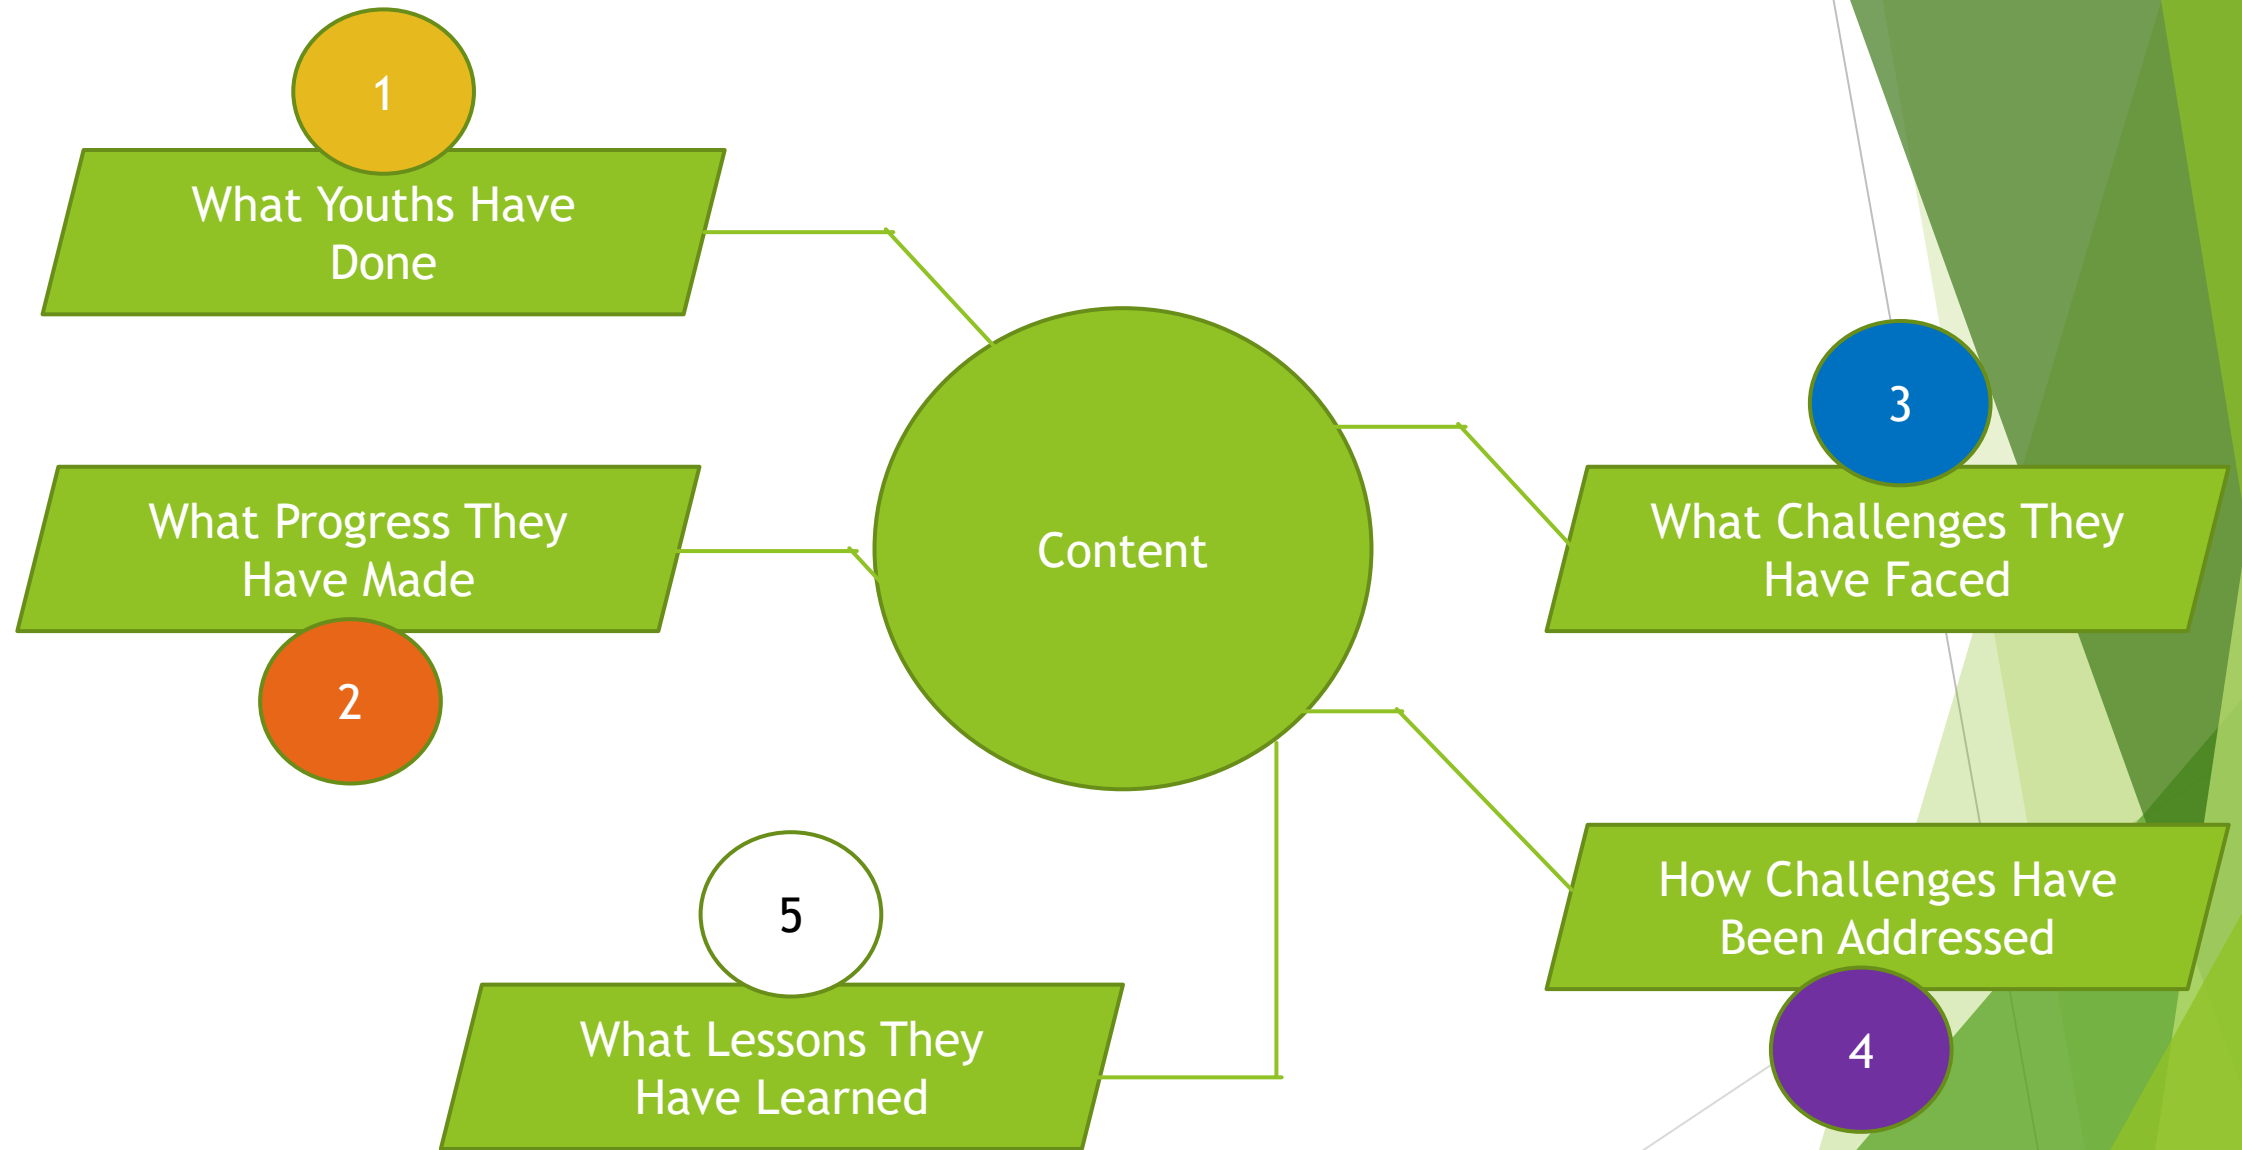 1
What Youths Have
Done
What Progress They
Have Made
2
Content
3
What Challenges They
Have Faced
How Challenges Have
Been Addressed
4
5
What Lessons They
Have Learned